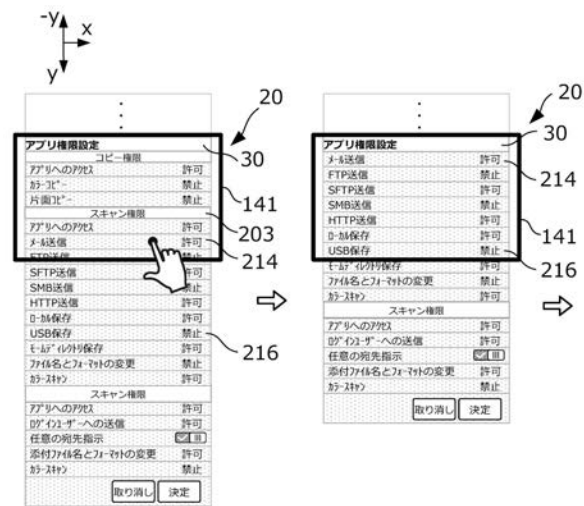 -y
x
y
20
アプリ権限設定
30
コピー権限
アプリへのアクセス 許可
カラーコピー 禁止
片面コピー 禁止
141
スキャン権限
203
アプリへのアクセス 許可
メール送信 許可
214
FTP送信 禁止
SFTP送信 許可
SMB送信 禁止
HTTP送信 許可
ローカル保存 許可
USB保存 禁止
216
モームディレクトリ保存 許可
ファイル名とフォーマットの変更 禁止
カラースキャン 許可
スキャン権限
アプリへのアクセス 許可
ログインユーザーへの送信 許可
任意の宛先指示
添付ファイル名とフォーマットの変更 許可
カラースキャン 禁止
取り消し 決定
20
アプリ権限設定
30
メール送信 許可
214
FTP送信 禁止
SFTP送信 許可
SMB送信 禁止
HTTP送信 許可
ローカル保存 許可
141
USB保存 禁止
216
モームディレクトリ保存 許可
ファイル名とフォーマットの変更 禁止
カラースキャン 許可
スキャン権限
アプリへのアクセス 許可
ログインユーザーへの送信 許可
任意の宛先指示
添付ファイル名とフォーマットの変更 許可
カラースキャン 禁止
取り消し 決定